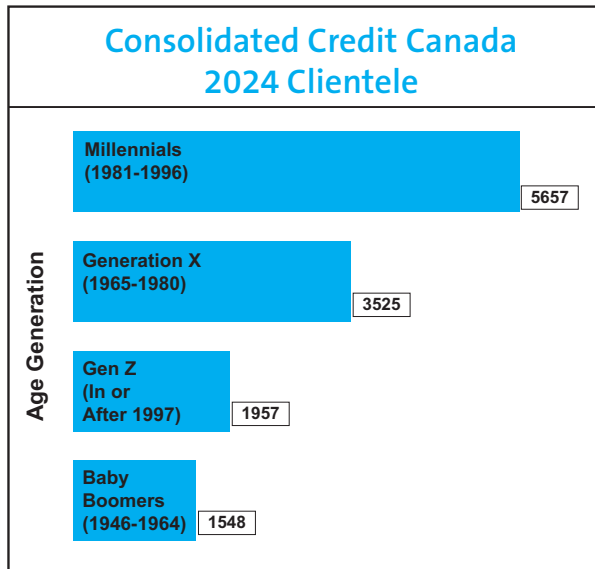 Consolidated Credit Canada
2024 Clientele
Age Generation
Millennials
(1981-1996)
5657
Generation X
(1965-1980)
3525
Gen Z
(In or
After 1997)
1957
Baby
Boomers
(1946-1964)
1548